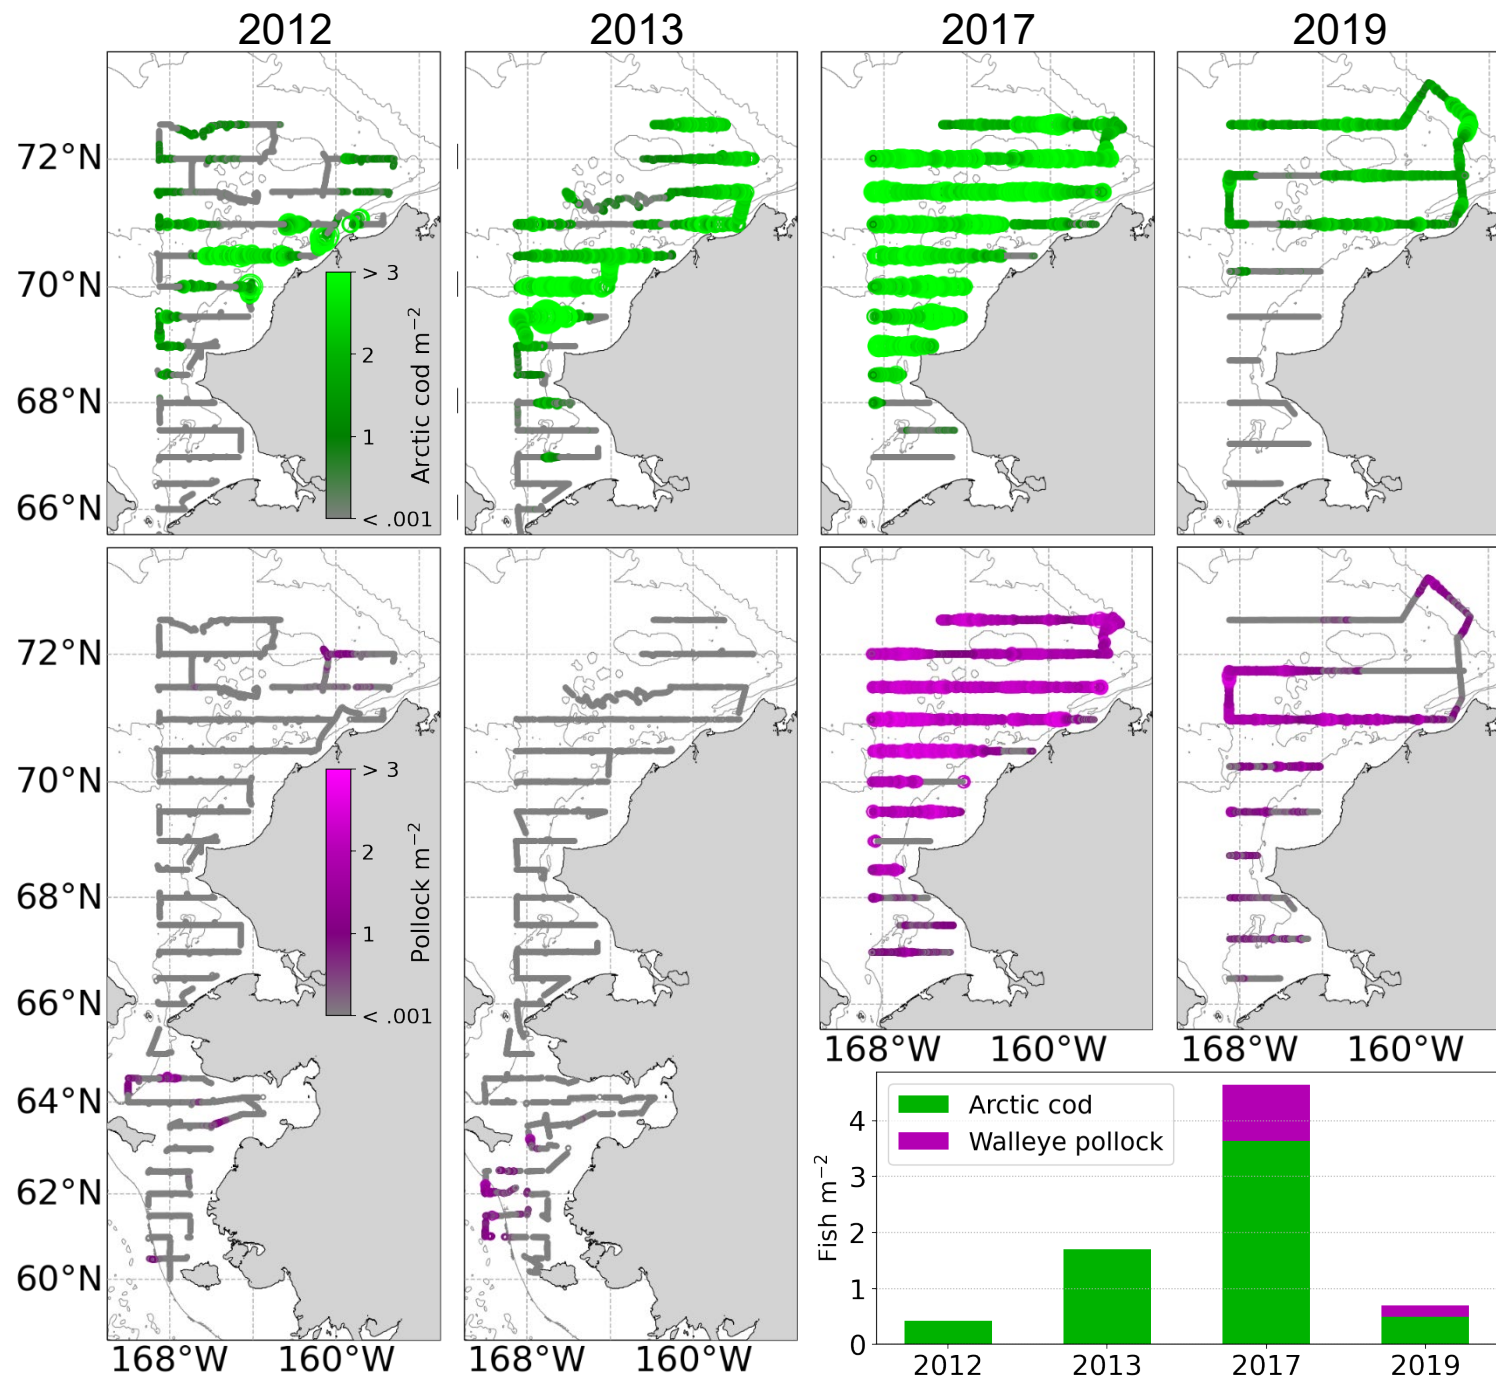 2012 2013 2017 2019
72°N
70°N
68°N
66°N
> 3
2
1
< .001
Arctic cod m⁻²
72°N
70°N
68°N
66°N
64°N
62°N
60°N
> 3
2
1
< .001
Pollock m⁻²
168°W 160°W 168°W 160°W
Arctic cod
Walleye pollock
Fish m⁻²
4
3
2
1
0
2012 2013 2017 2019
168°W 160°W 168°W 160°W